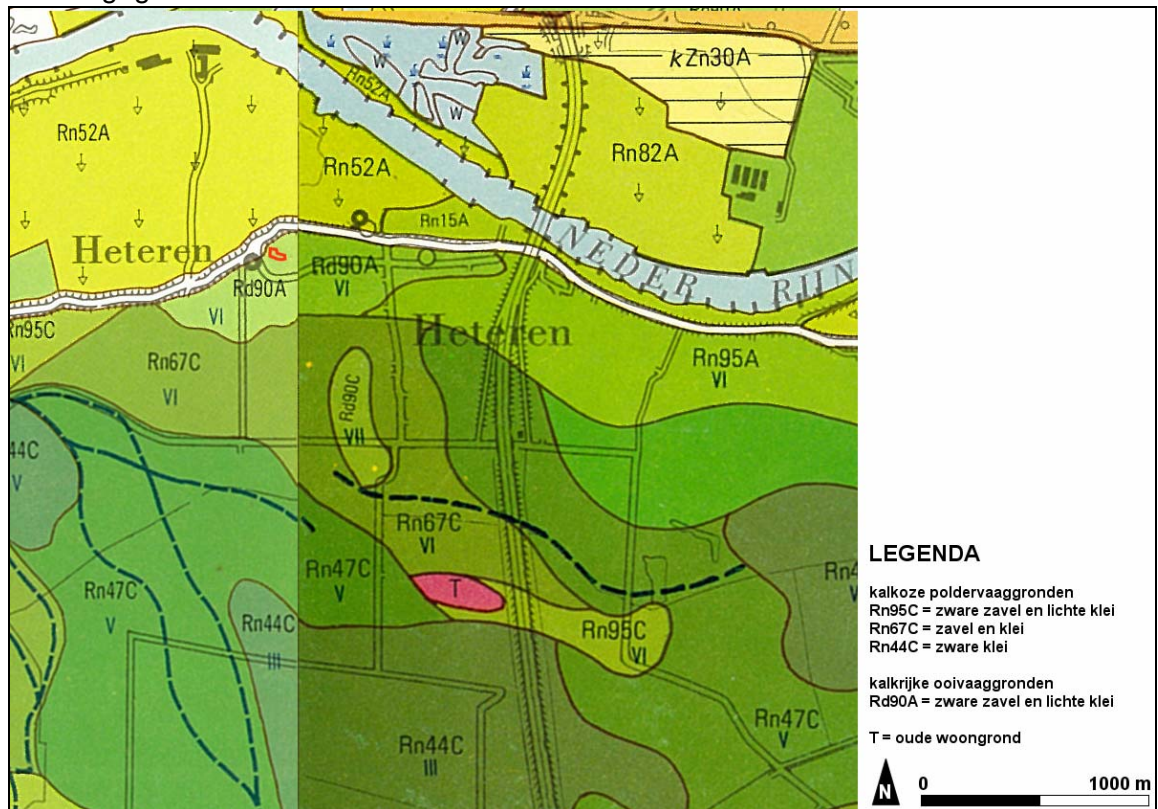 kZn30A
W
W
Rn52A
Rn52A
Rn52A
Rn82A
Rn15A
Heteren
NEDER RIJN
Rd90A
VI
Rd90A
VI
Heteren
Rn95C
VI
Rn67C
VI
Rn95A
VI
Rd90C
VII
44C
V
Rn67C
VI
Rn47C
V
Rn47C
V
T
Rn44C
III
Rn95C
VI
Rn4
V
Rn47C
V
Rn44C
III
LEGENDA
kalkoze poldervaaggronden
Rn95C = zware zavel en lichte klei
Rn67C = zavel en klei
Rn44C = zware klei
kalkrijke ooivaaggronden
Rd90A = zware zavel en lichte klei
T = oude woongrond
N
0 1000 m